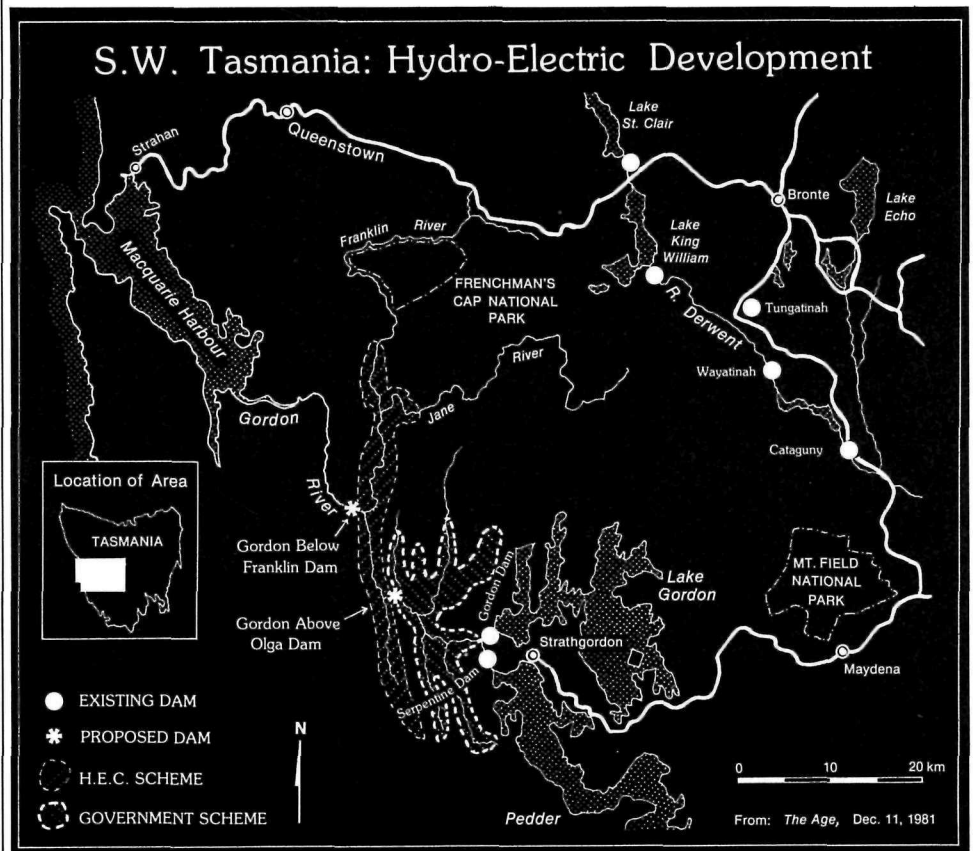 S.W. Tasmania: Hydro-Electric Development
Strahan
Queenstown
Lake
St. Clair
Bronte
Lake
Echo
Franklin River
Lake
King
William
Macquarie Harbour
FRENCHMAN'S
CAP NATIONAL
PARK
R. Derwent
Tungatinah
River
Wayatinah
Jane
Gordon
Cataguny
River
Location of Area
TASMANIA
Gordon Below
Franklin Dam
Gordon Dam
Lake
Gordon
MT. FIELD
NATIONAL
PARK
Gordon Above
Olga Dam
Strathgordon
Maydena
Serpentine Dam
EXISTING DAM
PROPOSED DAM
H.E.C. SCHEME
GOVERNMENT SCHEME
N
0 10 20 km
Pedder
From: The Age, Dec. 11, 1981